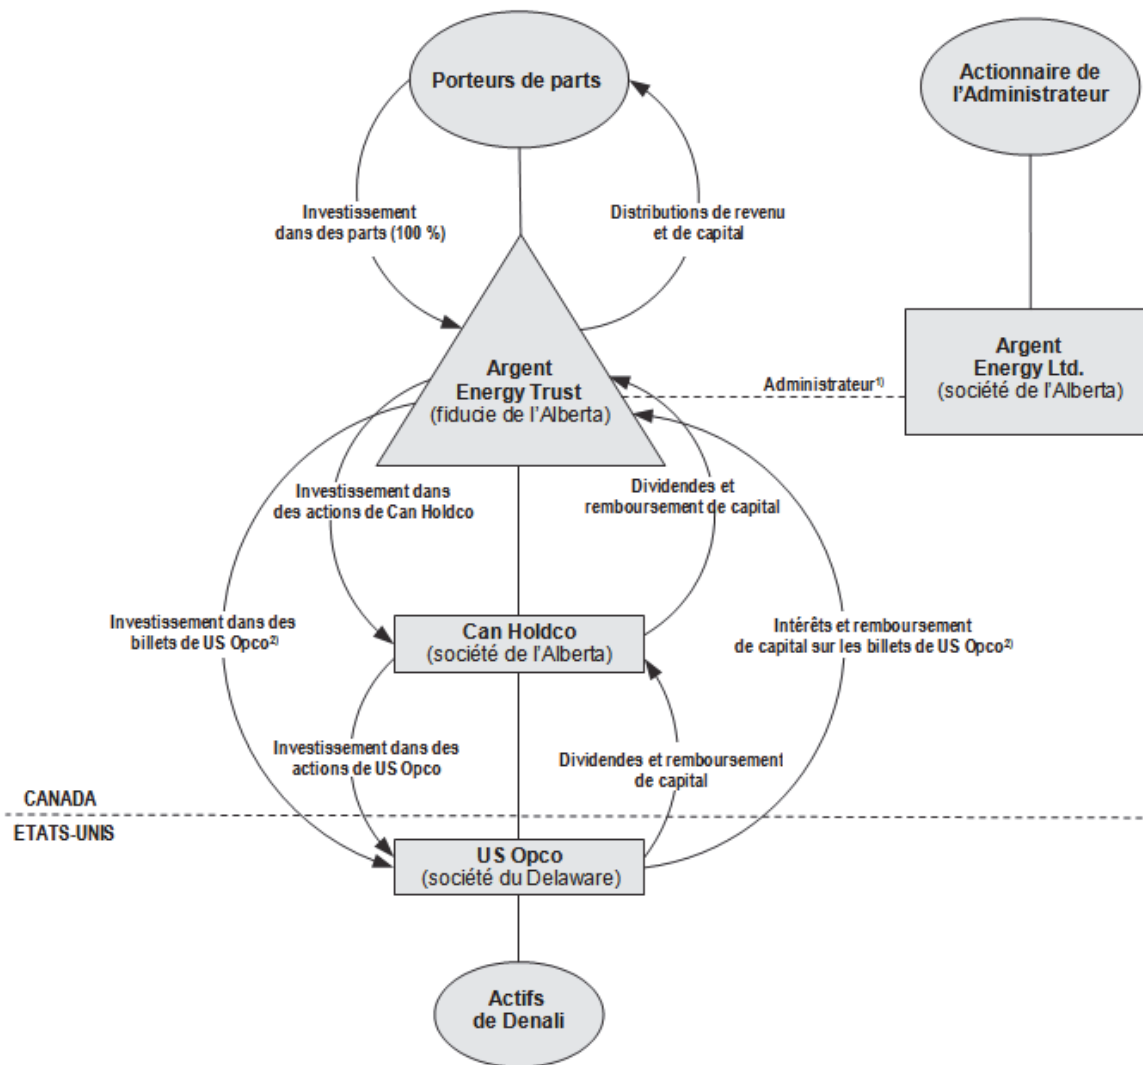 Porteurs de parts
Actionnaire de
l'Administrateur
Investissement
dans des parts (100 %)
Distributions de revenu
et de capital
Argent
Energy Trust
(fiducie de l'Alberta)
Administrateur¹⁾
Argent
Energy Ltd.
(société de l'Alberta)
Investissement dans
des actions de Can Holdco
Dividendes et
remboursement de capital
Investissement dans des
billets de US Opco²⁾
Can Holdco
(société de l'Alberta)
Intérêts et remboursement
de capital sur les billets de US Opco²⁾
Investissement dans des
actions de US Opco
Dividendes et remboursement
de capital
CANADA
ETATS-UNIS
US Opco
(société du Delaware)
Actifs
de Denali